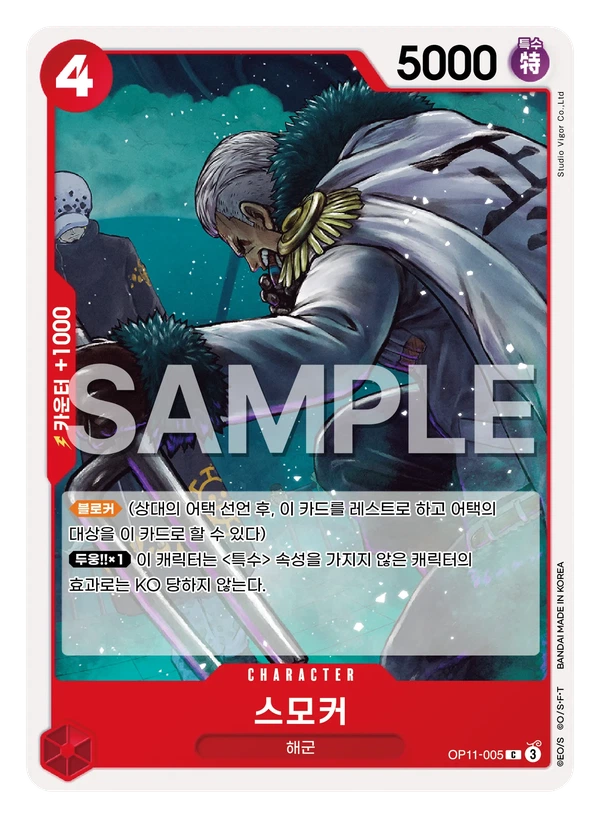 4
5000
특수
特
Studio Vigor Co.,Ltd
카운터 +1000
SAMPLE
블로커 (상대의 어택 선언 후, 이 카드를 레스트로 하고 어택의
대상을 이 카드로 할 수 있다)
두웅!!×1 이 캐릭터는 <특수> 속성을 가지지 않은 캐릭터의
효과로는 KO 당하지 않는다.
CHARACTER
스모커
해군
OP11-005 C 3
©EO/S ©O/S·F·T BANDAI MADE IN KOREA